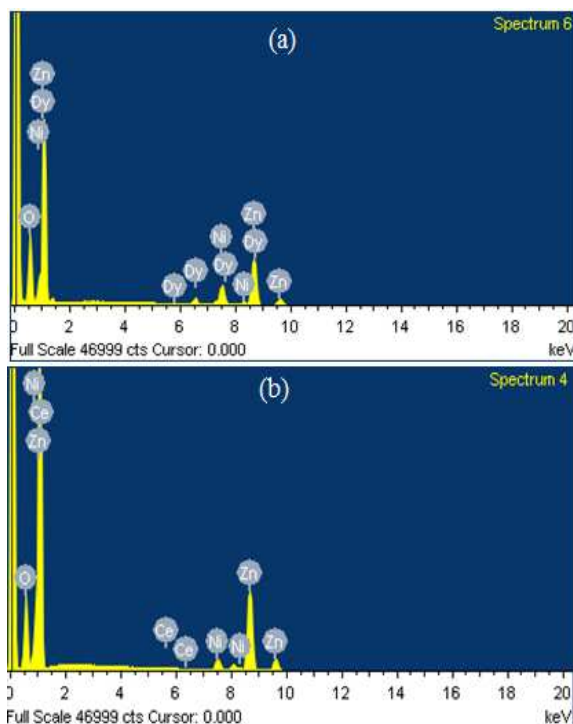 Spectrum 6
(a)
Zn
Dy
Ni
O
Zn
Ni
Dy
Dy
Dy
Dy
Ni
Zn
0 2 4 6 8 10 12 14 16 18 20
Full Scale 46999 cts Cursor: 0.000 keV
Spectrum 4
(b)
Ni
Ce
Zn
O
Zn
Ce
Ce
Ni
Ni
Zn
0 2 4 6 8 10 12 14 16 18 20
Full Scale 46999 cts Cursor: 0.000 keV